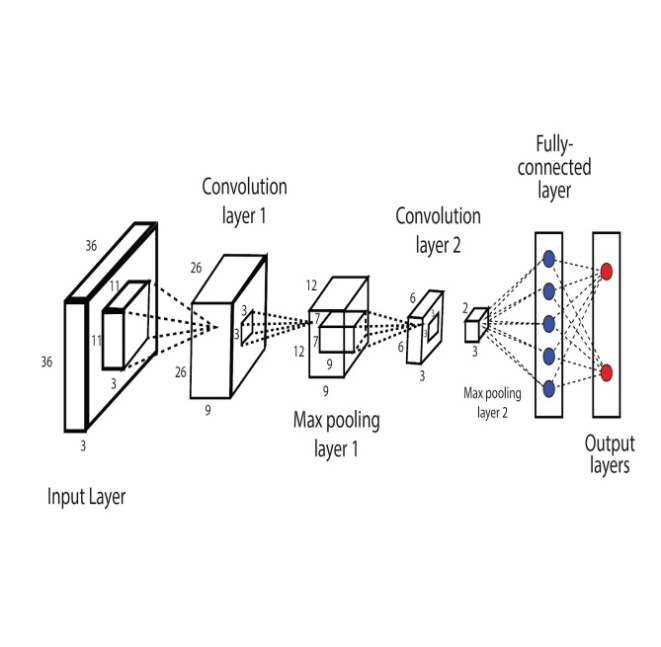 Fully-
connected
layer
Convolution
layer 1
Convolution
layer 2
36
36
3
11
11
3
Input Layer
26
26
9
3
3
12
12
9
7
7
9
Max pooling
layer 1
6
6
3
3
3
2
3
Max pooling
layer 2
Output
layers